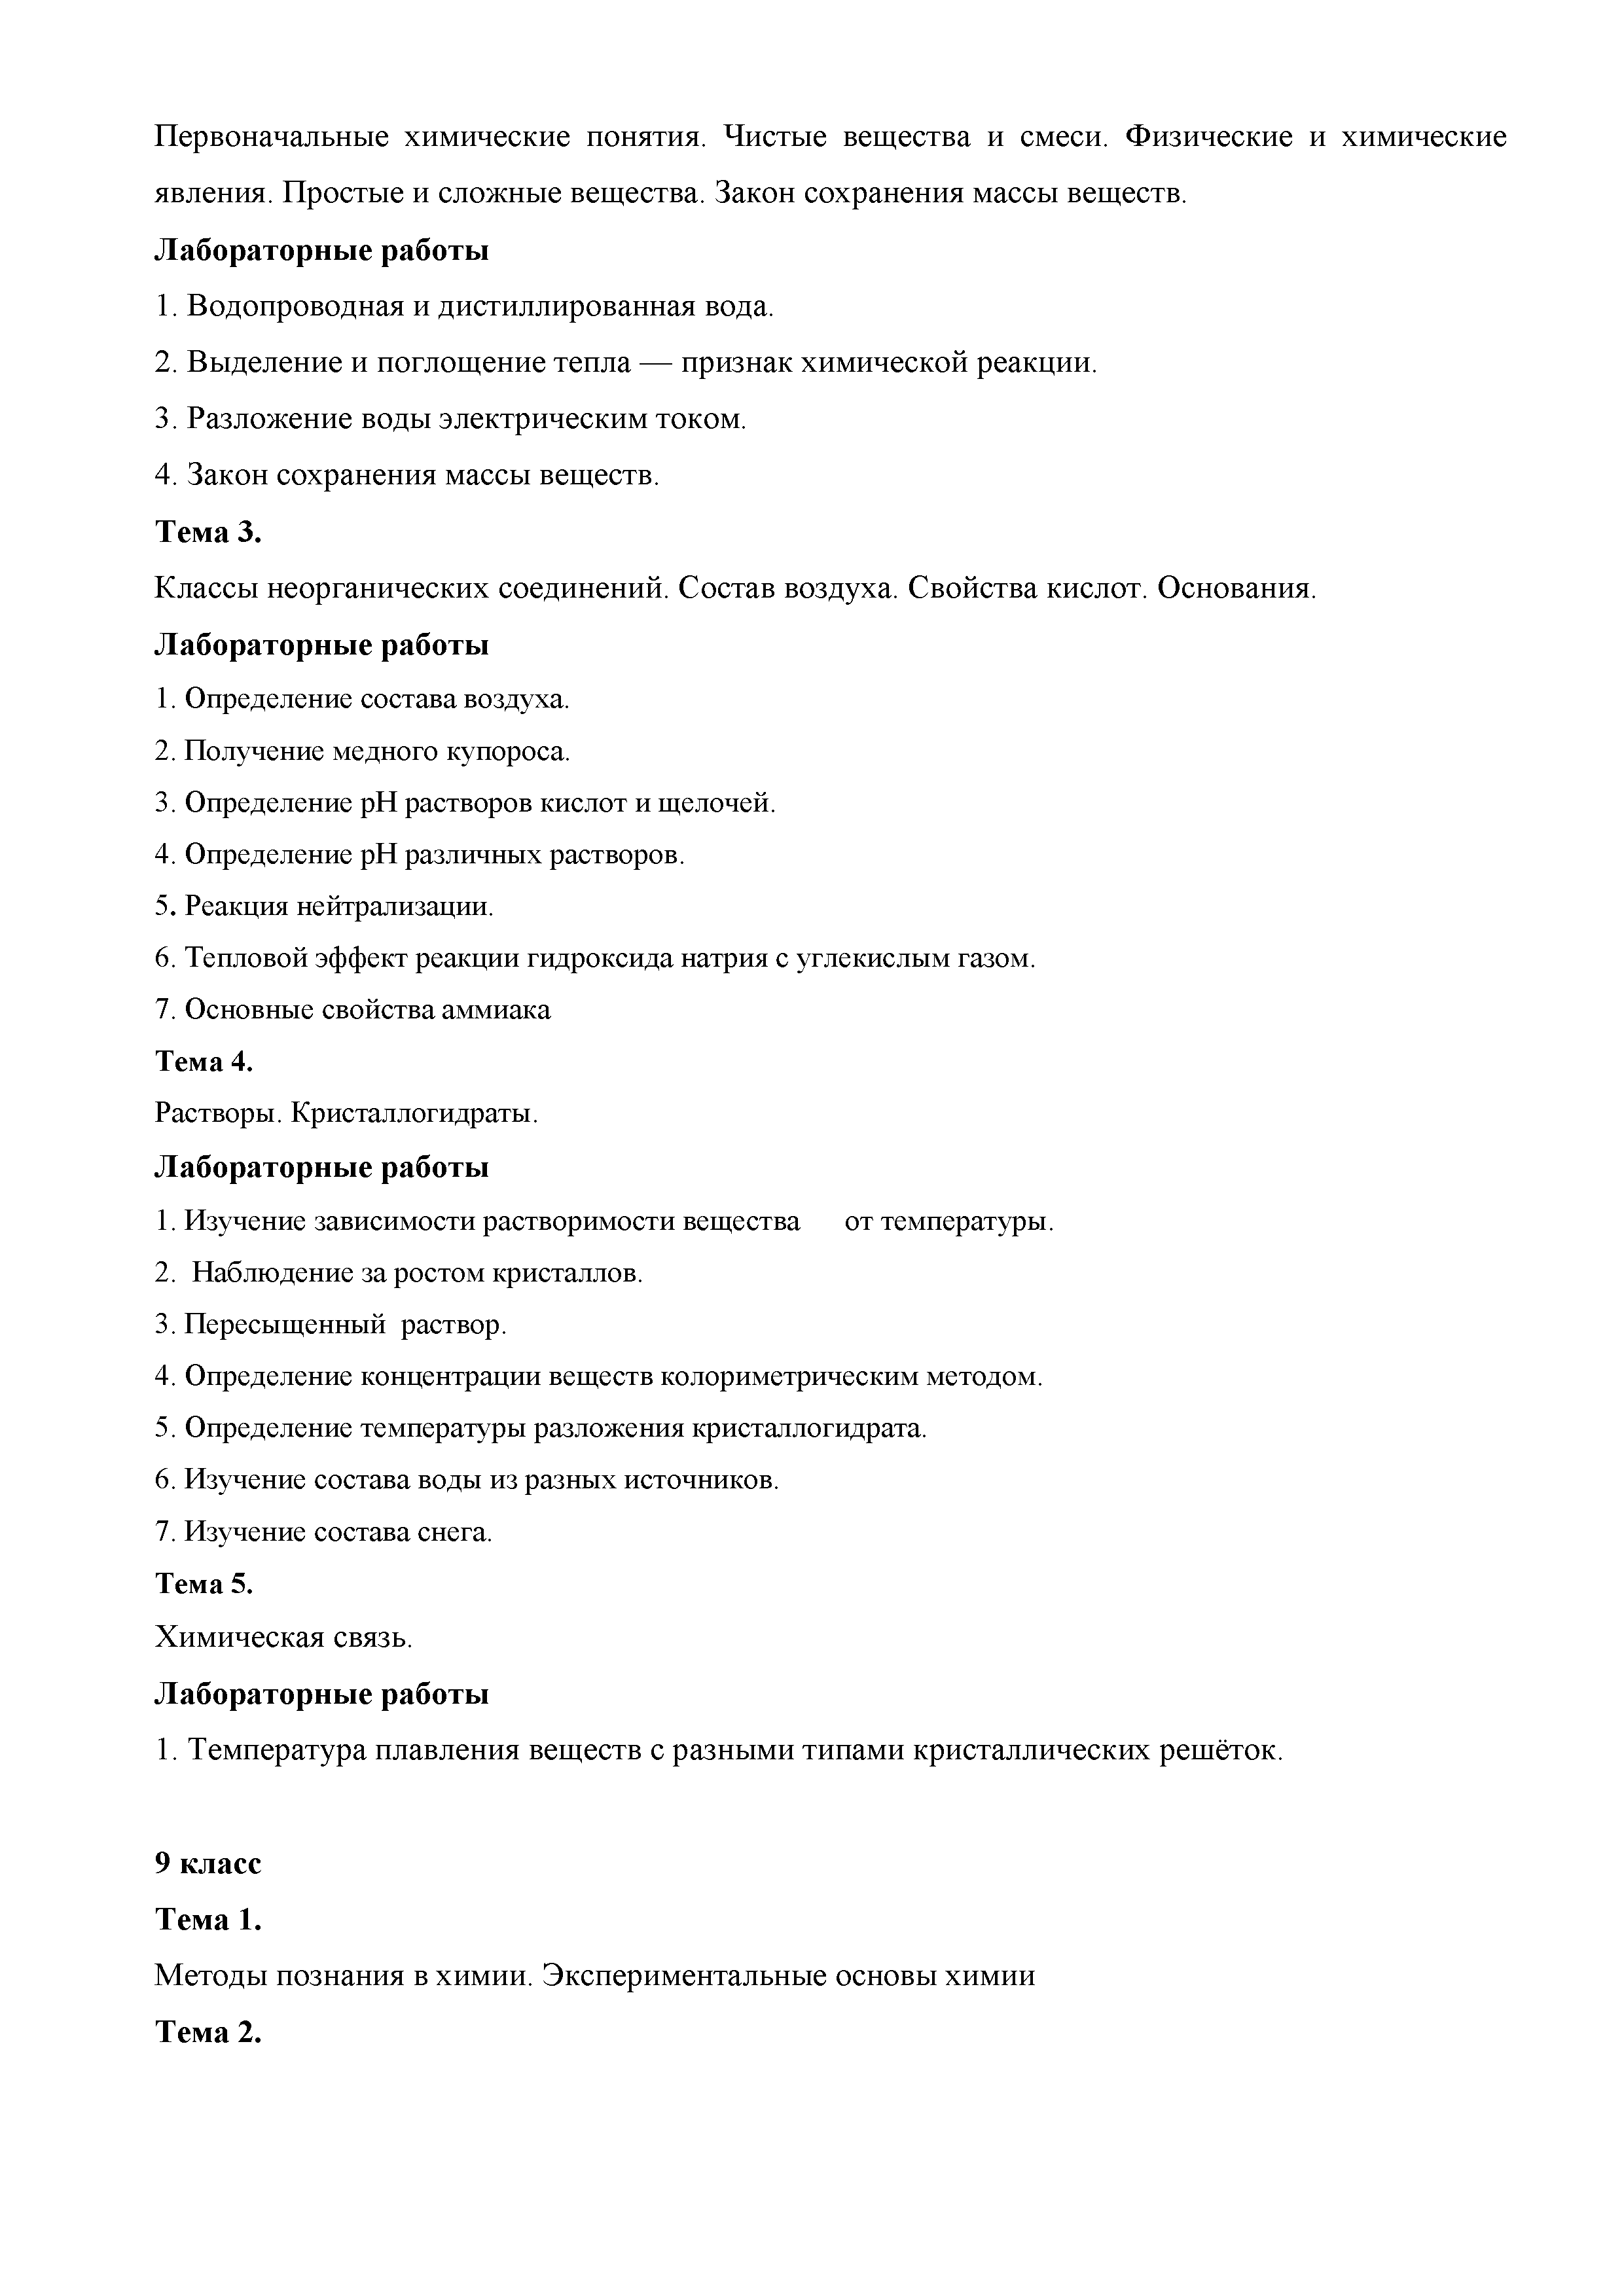 Первоначальные химические понятия. Чистые вещества и смеси. Физические и химические
явления. Простые и сложные вещества. Закон сохранения массы веществ.
Лабораторные работы
1. Водопроводная и дистиллированная вода.
2. Выделение и поглощение тепла — признак химической реакции.
3. Разложение воды электрическим током.
4. Закон сохранения массы веществ.
Тема 3.
Классы неорганических соединений. Состав воздуха. Свойства кислот. Основания.
Лабораторные работы
1. Определение состава воздуха.
2. Получение медного купороса.
3. Определение рН растворов кислот и щелочей.
4. Определение рН различных растворов.
5. Реакция нейтрализации.
6. Тепловой эффект реакции гидроксида натрия с углекислым газом.
7. Основные свойства аммиака
Тема 4.
Растворы. Кристаллогидраты.
Лабораторные работы
1. Изучение зависимости растворимости вещества от температуры.
2. Наблюдение за ростом кристаллов.
3. Пересыщенный раствор.
4. Определение концентрации веществ колориметрическим методом.
5. Определение температуры разложения кристаллогидрата.
6. Изучение состава воды из разных источников.
7. Изучение состава снега.
Тема 5.
Химическая связь.
Лабораторные работы
1. Температура плавления веществ с разными типами кристаллических решёток.
9 класс
Тема 1.
Методы познания в химии. Экспериментальные основы химии
Тема 2.